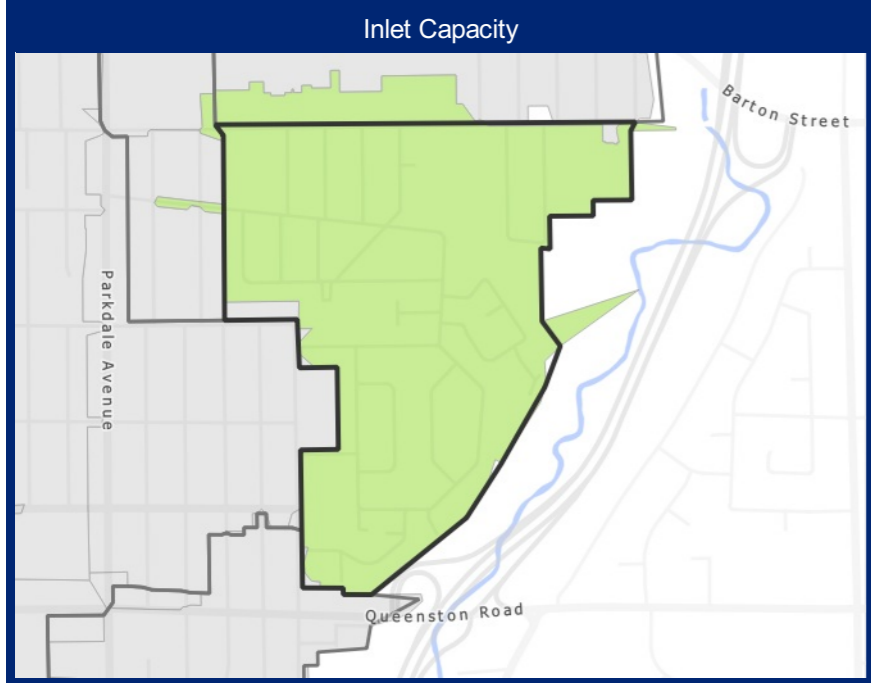 Inlet Capacity
Barton Street
Parkdale Avenue
Queenston Road